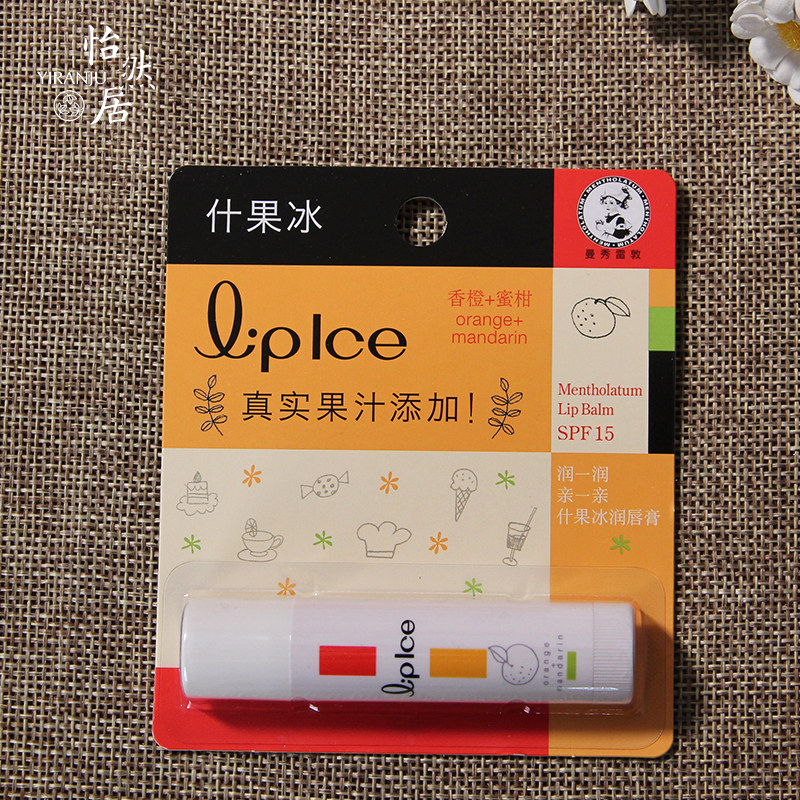 怡然居
YIRANJU
什果冰
MENTHOLATUM
曼秀雷敦
lipIce
香橙+蜜柑
orange+
mandarin
真实果汁添加!
Mentholatum
Lip Balm
SPF 15
润一润
亲一亲
什果冰润唇膏
lipIce
orange
+
mandarin